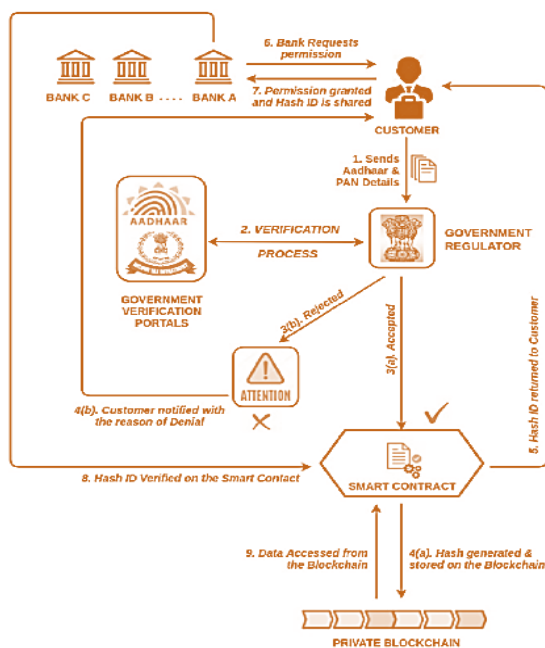 6. Bank Requests
permission
7. Permission granted
and Hash ID is shared
BANK C
BANK B
....
BANK A
CUSTOMER
1. Sends
Aadhaar &
PAN Details
AADHAAR
2. VERIFICATION
PROCESS
GOVERNMENT
REGULATOR
GOVERNMENT
VERIFICATION
PORTALS
3(b). Rejected
3(a). Accepted
ATTENTION
4(b). Customer notified with
the reason of Denial
5. Hash ID returned to Customer
8. Hash ID Verified on the Smart Contact
SMART CONTRACT
9. Data Accessed from
the Blockchain
4(a). Hash generated &
stored on the Blockchain
PRIVATE BLOCKCHAIN